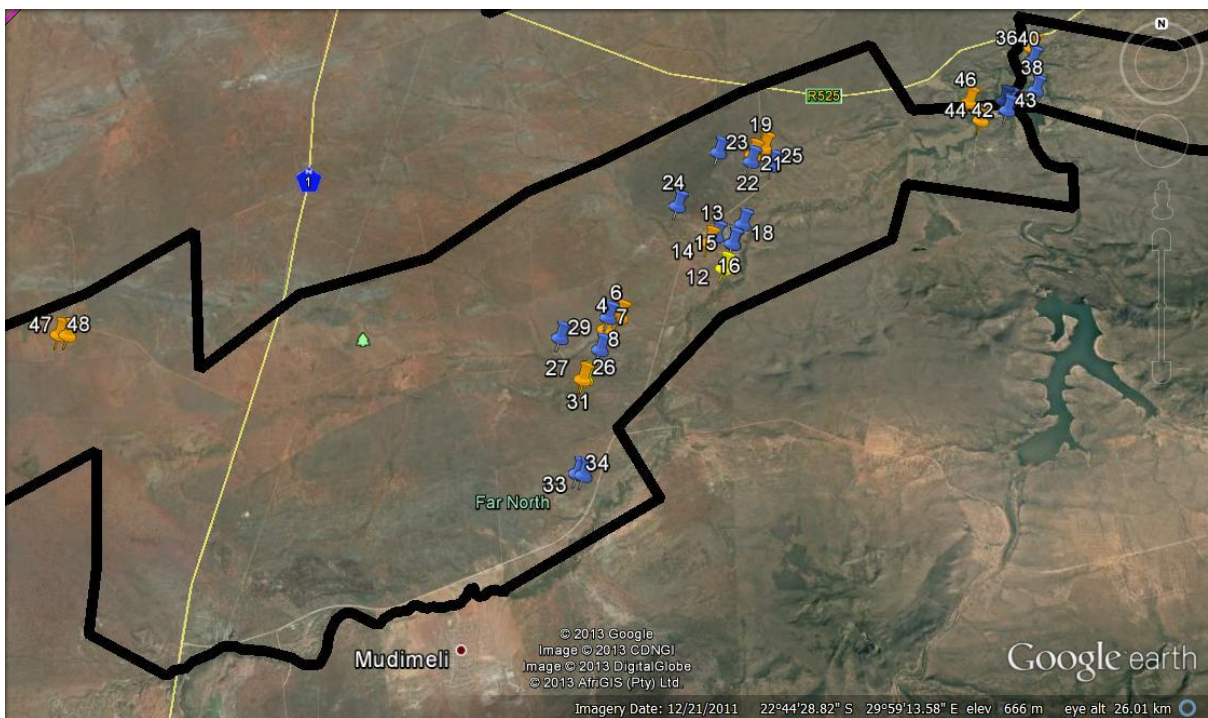 N
3640
38
46
44 42 43
R525
19
23
21 25
22
1
24
13
18
15
14
16
12
6
4
7
47 48
29
8
27 26
31
34
33
Far North
Mudimeli
© 2013 Google
Image © 2013 CDNGI
Image © 2013 DigitalGlobe
© 2013 AfriGIS (Pty) Ltd.
Google earth
Imagery Date: 12/21/2011 22°44'28.82" S 29°59'13.58" E elev 666 m eye alt 26.01 km